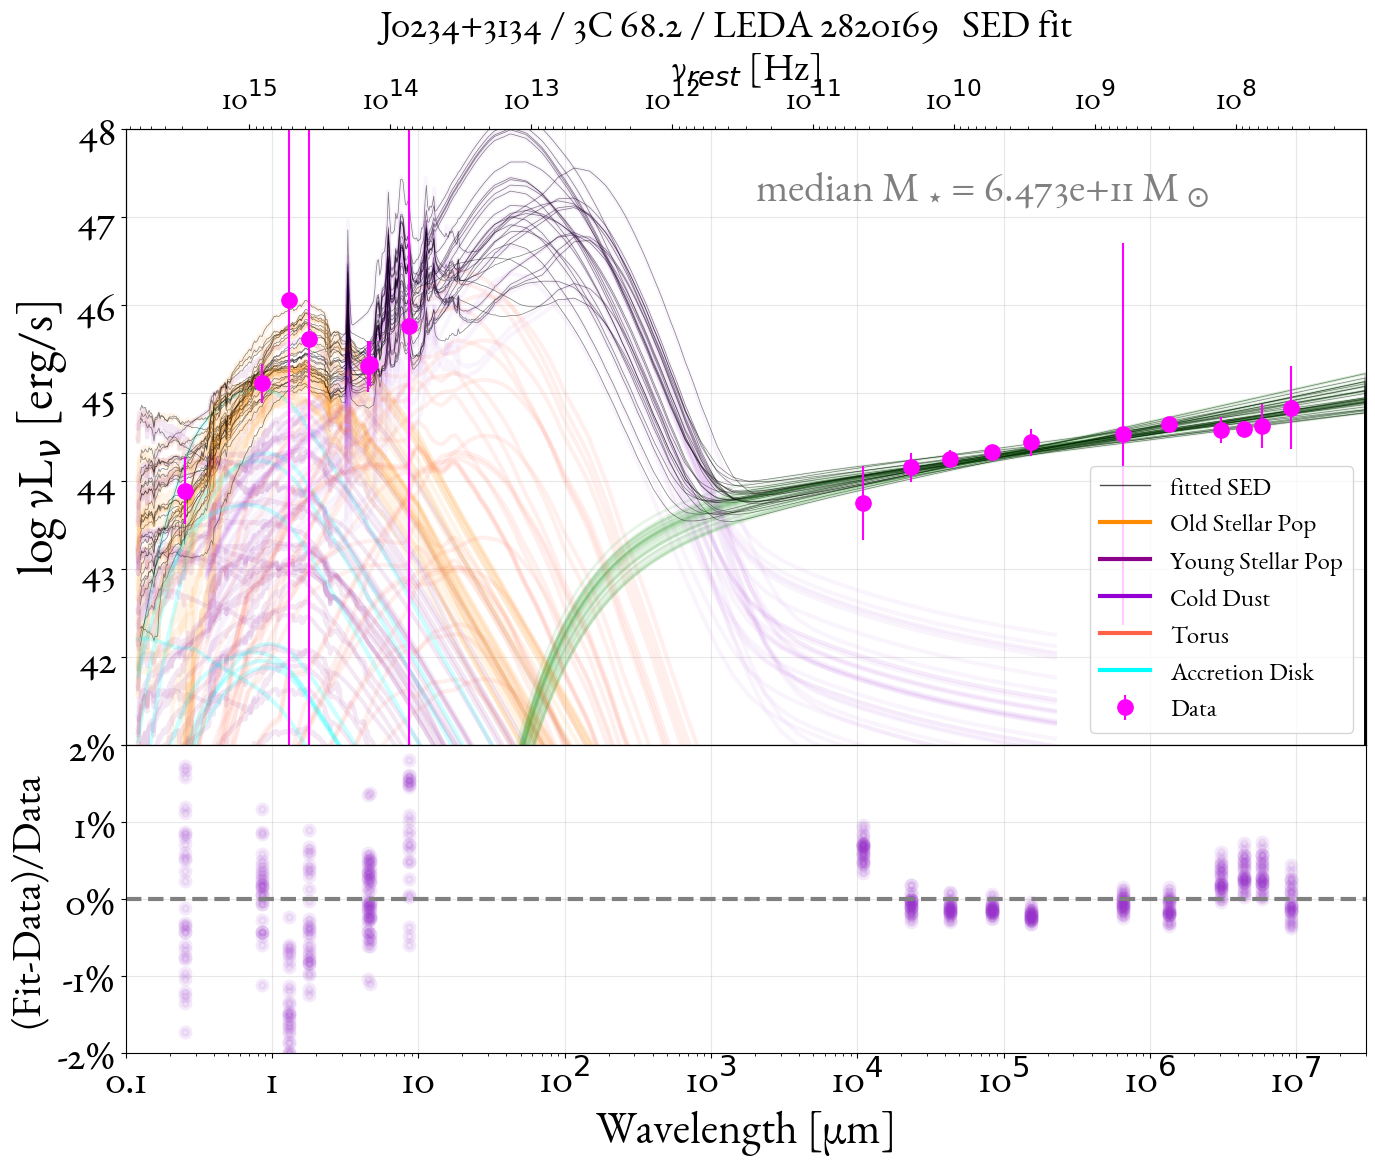 J0234+3134 / 3C 68.2 / LEDA 2820169 SED fit
ν_rest [Hz]
10^15 10^14 10^13 10^12 10^11 10^10 10^9 10^8
48
47
46
45
44
43
42
log νLν [erg/s]
median M⋆ = 6.473e+11 M⊙
fitted SED
Old Stellar Pop
Young Stellar Pop
Cold Dust
Torus
Accretion Disk
Data
2%
1%
0%
-1%
-2%
(Fit-Data)/Data
0.1 1 10 10^2 10^3 10^4 10^5 10^6 10^7
Wavelength [μm]